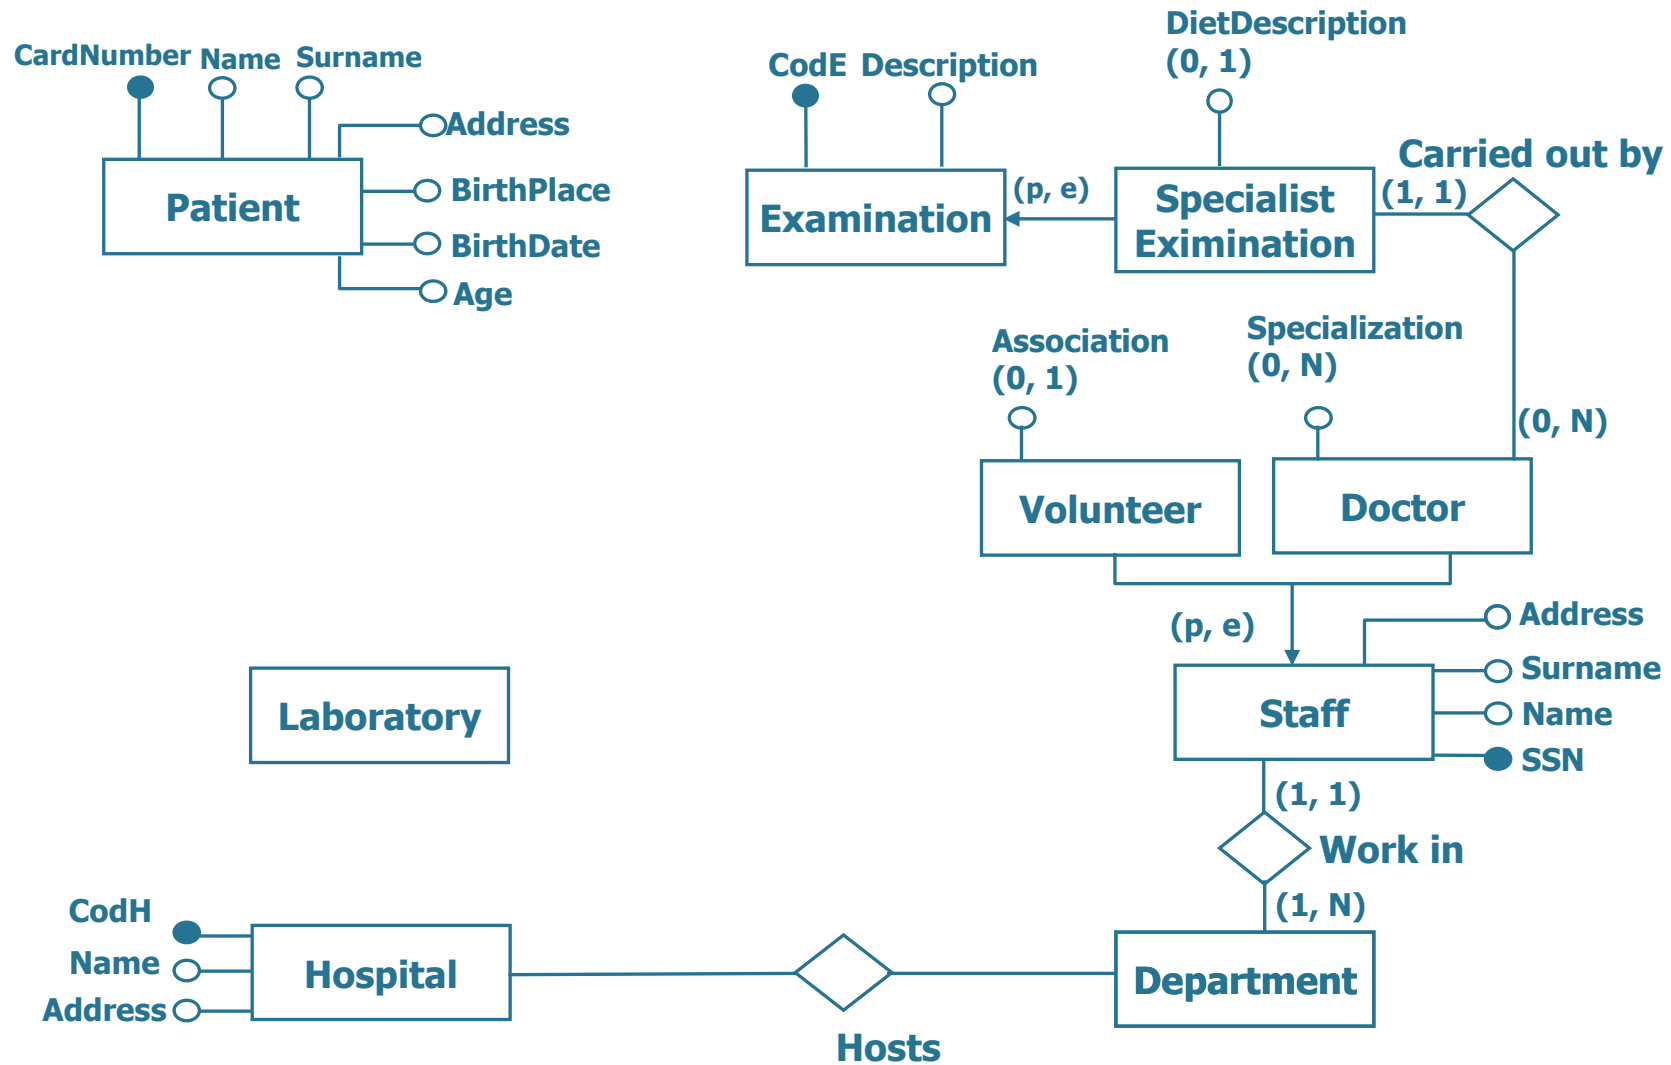 DietDescription
(0, 1)
CardNumber
Name
Surname
CodE
Description
Address
Carried out by
BirthPlace
(p, e)
(1, 1)
Patient
Examination
Specialist
Eximination
BirthDate
Age
Association
(0, 1)
Specialization
(0, N)
(0, N)
Volunteer
Doctor
(p, e)
Address
Surname
Laboratory
Staff
Name
SSN
(1, 1)
Work in
(1, N)
CodH
Name
Address
Hospital
Department
Hosts